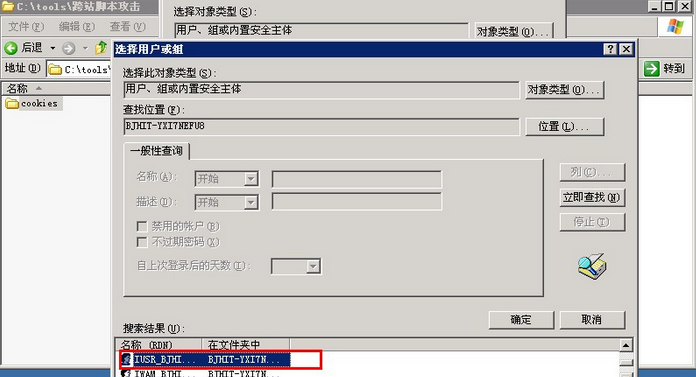 C:\tools\跨站脚本攻击
文件(F) 编辑(E) 查看(V)
后退
地址(D) C:\tools\
转到
名称
cookies
选择对象类型(S):
用户、组或内置安全主体
对象类型(O)...
选择用户或组
选择此对象类型(S):
用户、组或内置安全主体
对象类型(O)...
查找位置(F):
BJHIT-YXI7NEFU8
位置(L)...
一般性查询
名称(A): 开始
描述(D): 开始
禁用的帐户(B)
不过期密码(X)
自上次登录后的天数(I):
列(C)...
立即查找(N)
停止(T)
确定
取消
搜索结果(U):
名称 (RDN) 在文件夹中
IUSR_BJHI... BJHIT-YXI7N...
IWAM_BJHI... BJHIT-YXI7N...